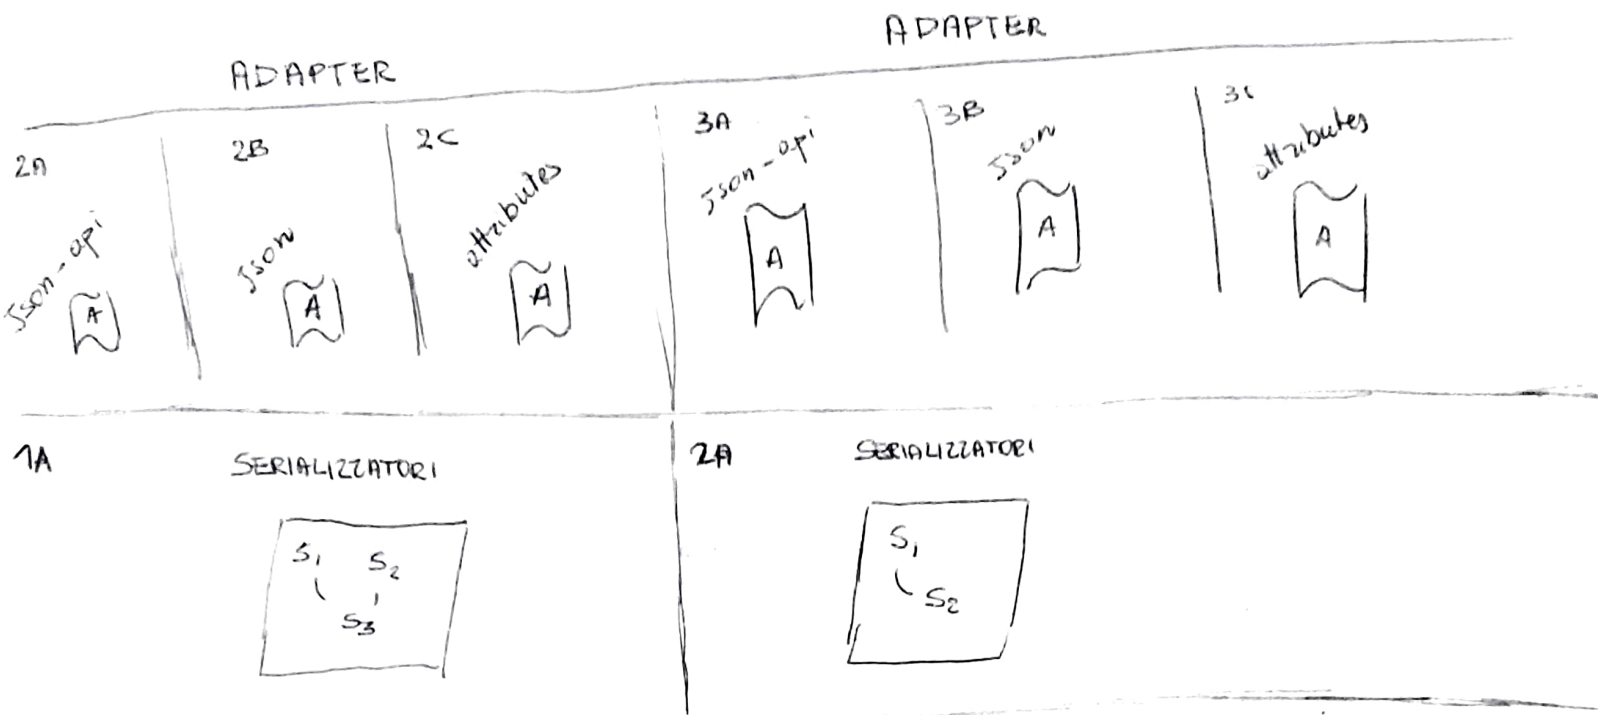 ADAPTER
ADAPTER
2A
2B
2C
3A
3B
3C
Json-api
Json
attributes
Json-api
Json
attributes
A
A
A
A
A
A
1A
SERIALIZZATORI
2A
SERIALIZZATORI
S1
S2
S3
S1
S2